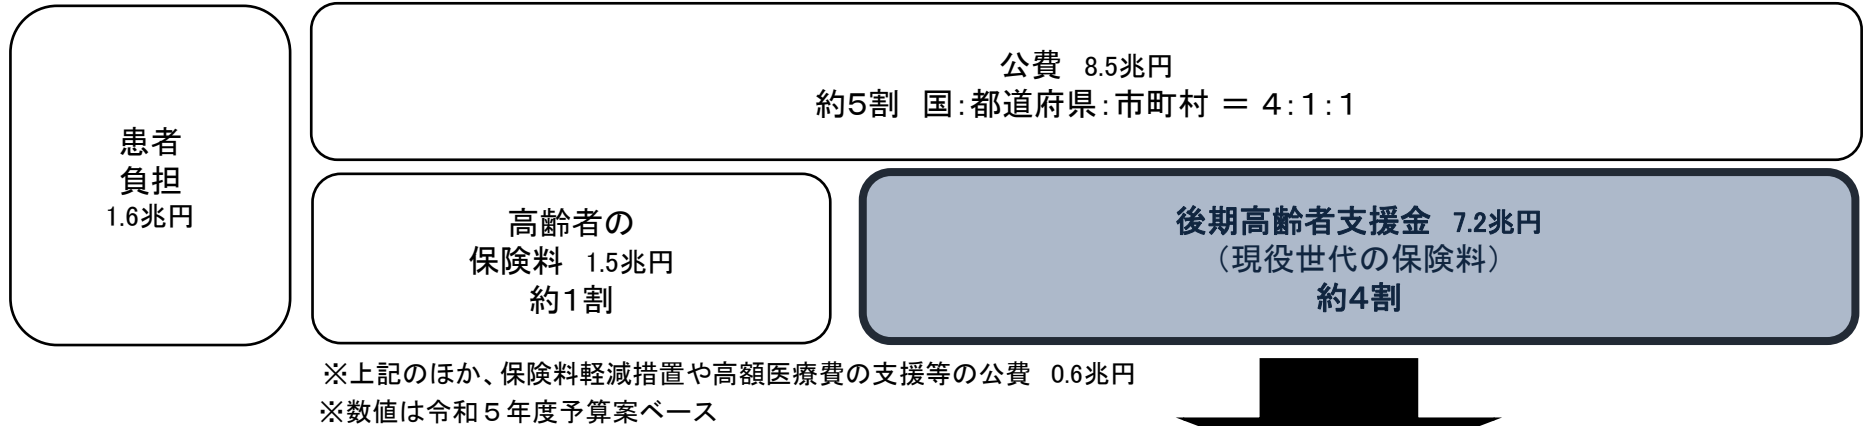 患者
負担
1.6兆円
公費 8.5兆円
約5割 国:都道府県:市町村 = 4:1:1
高齢者の
保険料 1.5兆円
約1割
後期高齢者支援金 7.2兆円
（現役世代の保険料）
約4割
※上記のほか、保険料軽減措置や高額医療費の支援等の公費 0.6兆円
※数値は令和５年度予算案ベース